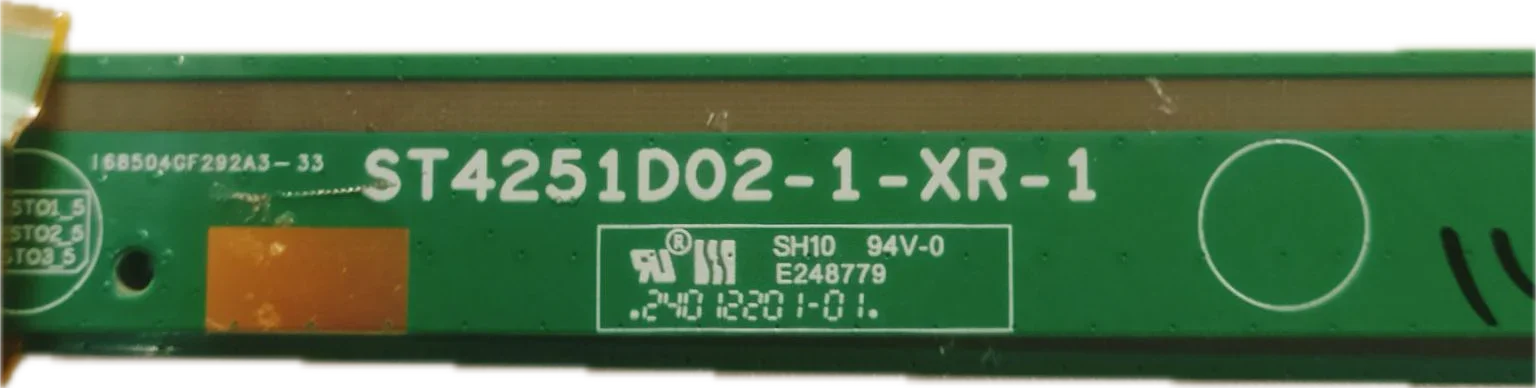 168504GF292A3-33
ST4251D02-1-XR-1
STO1_5
STO2_5
STO3_5
SH10 94V-0
E248779
.24012201-01.